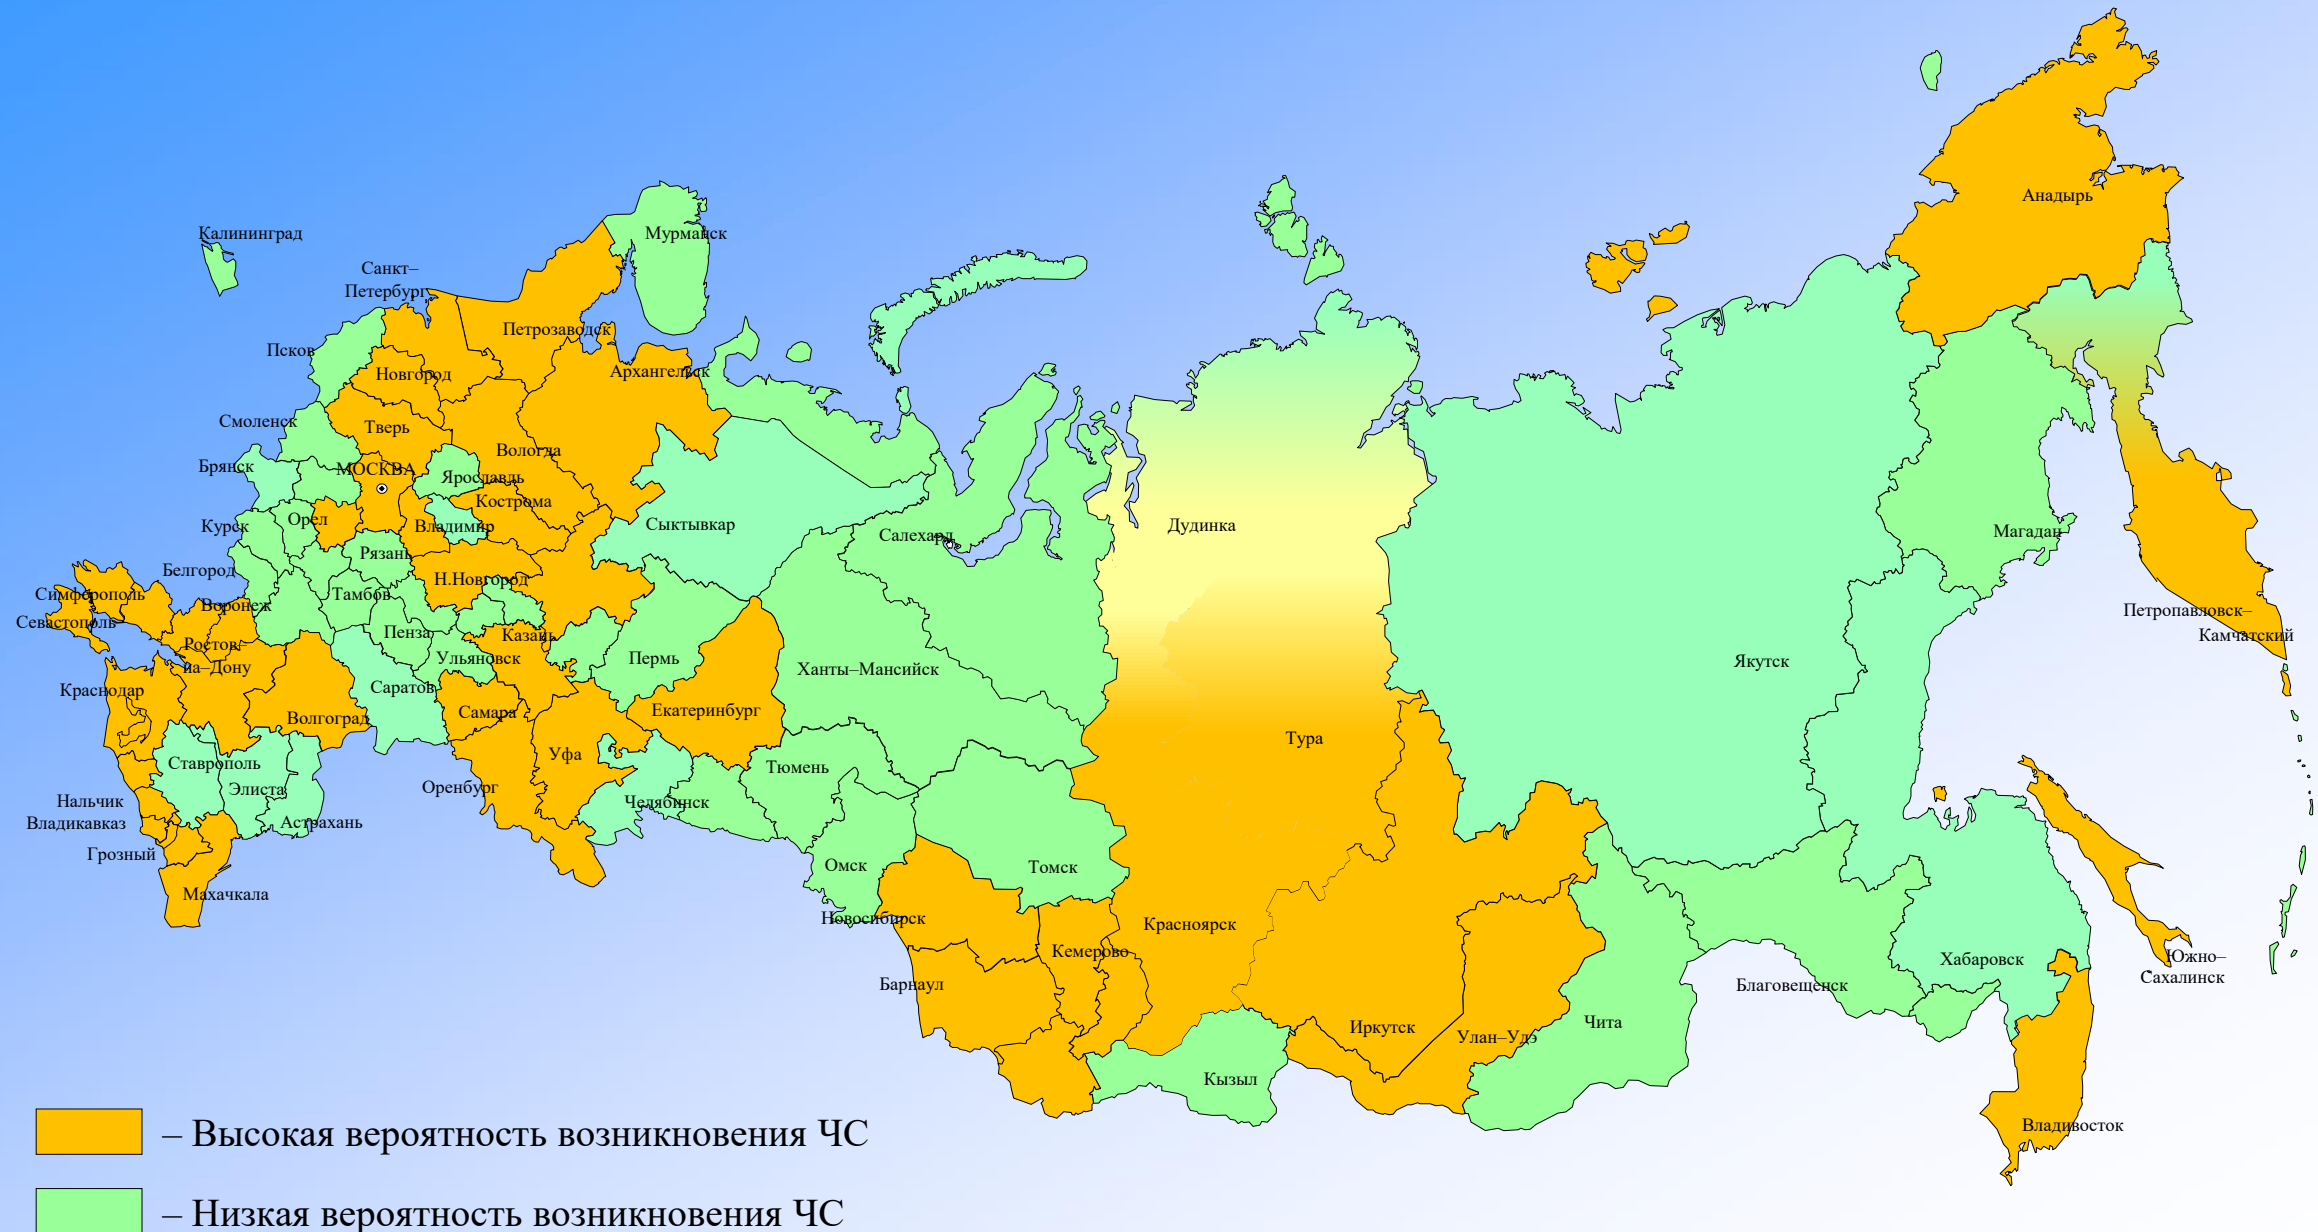 Анадырь
Калининград
Мурманск
Санкт–
Петербург
Петрозаводск
Псков
Архангельск
Новгород
Смоленск
Тверь
Вологда
Брянск
МОСКВА
Ярославль
Кострома
Курск
Орел
Владимир
Сыктывкар
Салехард
Дудинка
Магадан
Рязань
Белгород
Н.Новгород
Симферополь
Тамбов
Воронеж
Севастополь
Петропавловск–
Камчатский
Пенза
Казань
Ростов–
на–Дону
Ульяновск
Пермь
Ханты–Мансийск
Якутск
Краснодар
Саратов
Волгоград
Самара
Екатеринбург
Тура
Уфа
Ставрополь
Тюмень
Элиста
Оренбург
Нальчик
Челябинск
Владикавказ
Астрахань
Грозный
Омск
Томск
Махачкала
Новосибирск
Красноярск
Кемерово
Хабаровск
Южно–
Сахалинск
Барнаул
Благовещенск
Иркутск
Чита
Улан–Удэ
Кызыл
Владивосток
– Высокая вероятность возникновения ЧС
– Низкая вероятность возникновения ЧС